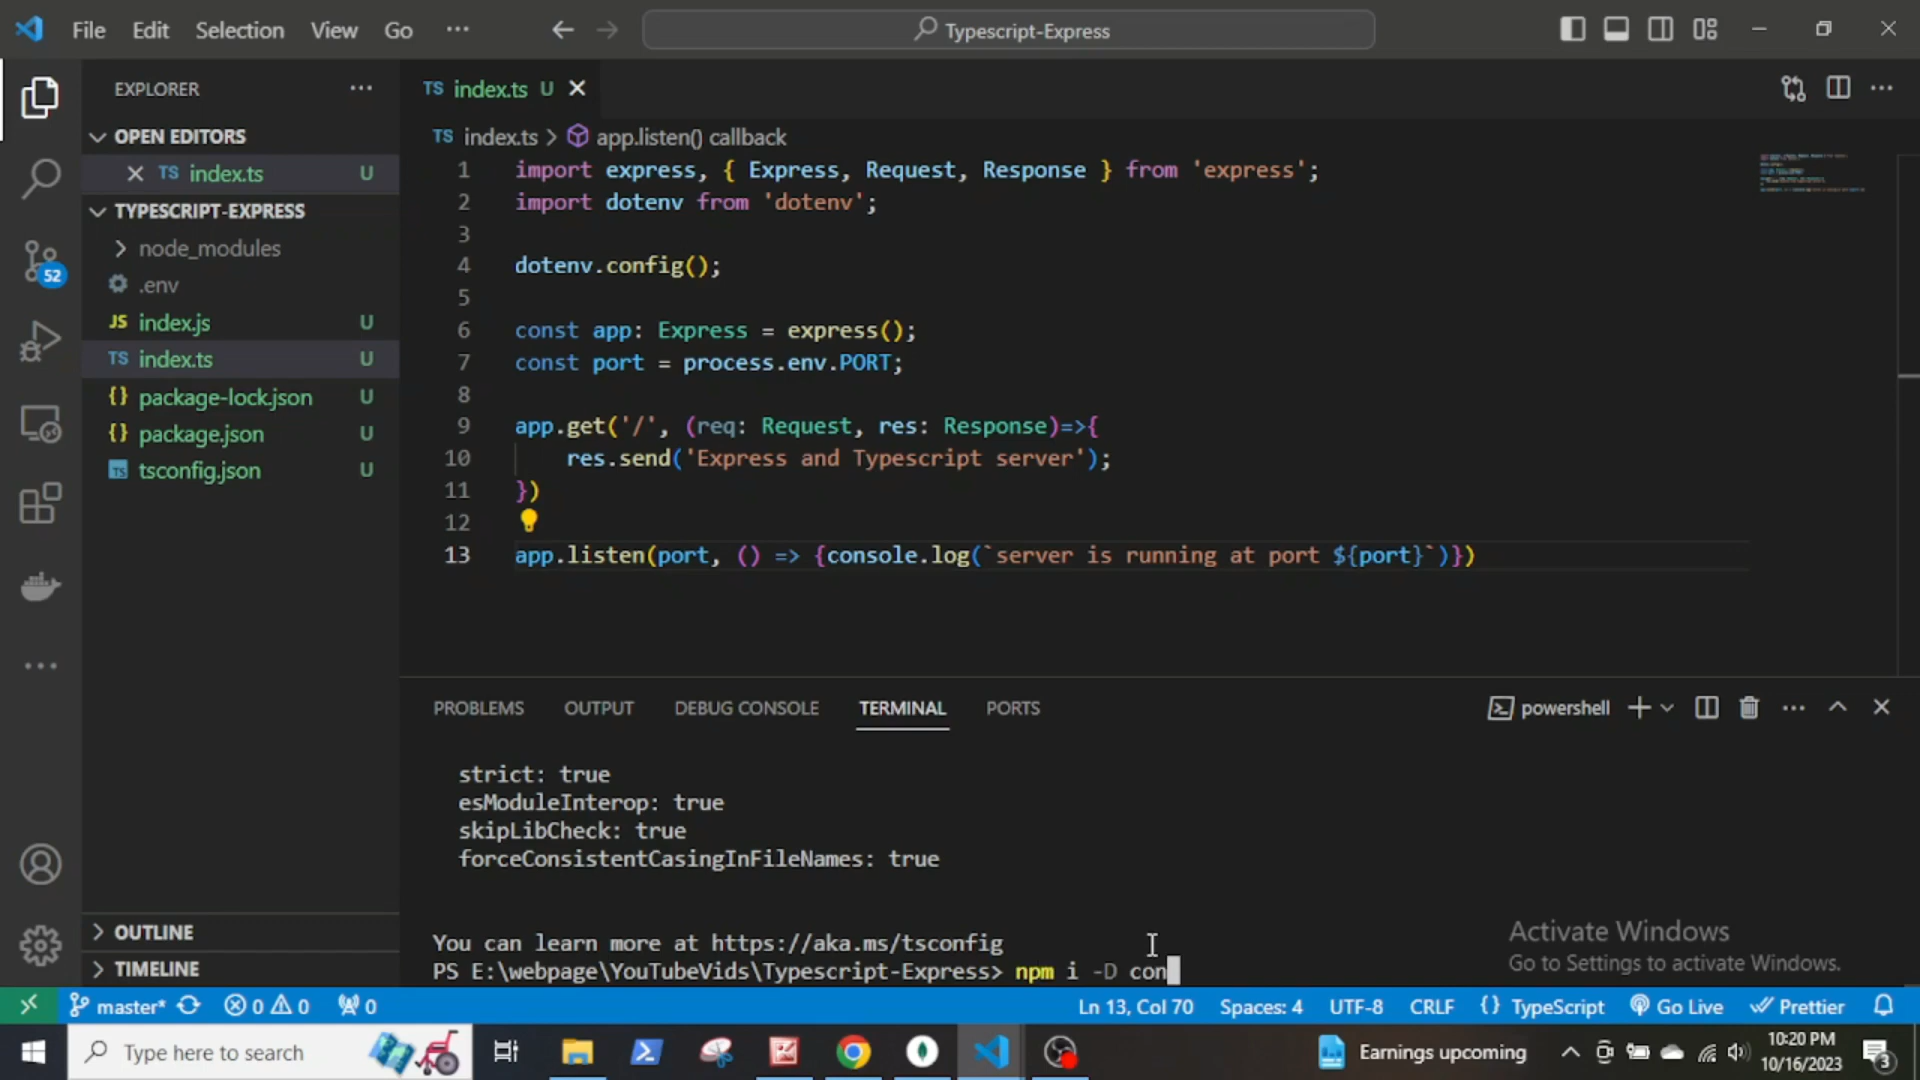 File Edit Selection View Go ··· Typescript-Express
EXPLORER ···
OPEN EDITORS
TS index.ts U
TYPESCRIPT-EXPRESS
node_modules
.env
JS index.js U
TS index.ts U
{} package-lock.json U
{} package.json U
TS tsconfig.json U
OUTLINE
TIMELINE
52
TS index.ts U
TS index.ts > app.listen() callback
1 import express, { Express, Request, Response } from 'express';
2 import dotenv from 'dotenv';
3
4 dotenv.config();
5
6 const app: Express = express();
7 const port = process.env.PORT;
8
9 app.get('/', (req: Request, res: Response)=>{
10 res.send('Express and Typescript server');
11 })
12
13 app.listen(port, () => {console.log(`server is running at port ${port}`)})
PROBLEMS OUTPUT DEBUG CONSOLE TERMINAL PORTS powershell
strict: true
esModuleInterop: true
skipLibCheck: true
forceConsistentCasingInFileNames: true
You can learn more at https://aka.ms/tsconfig
PS E:\webpage\YouTubeVids\Typescript-Express> npm i -D con
Activate Windows
Go to Settings to activate Windows.
master* 0 0 0 Ln 13, Col 70 Spaces: 4 UTF-8 CRLF {} TypeScript Go Live Prettier
Type here to search Earnings upcoming 10:20 PM
10/16/2023 3